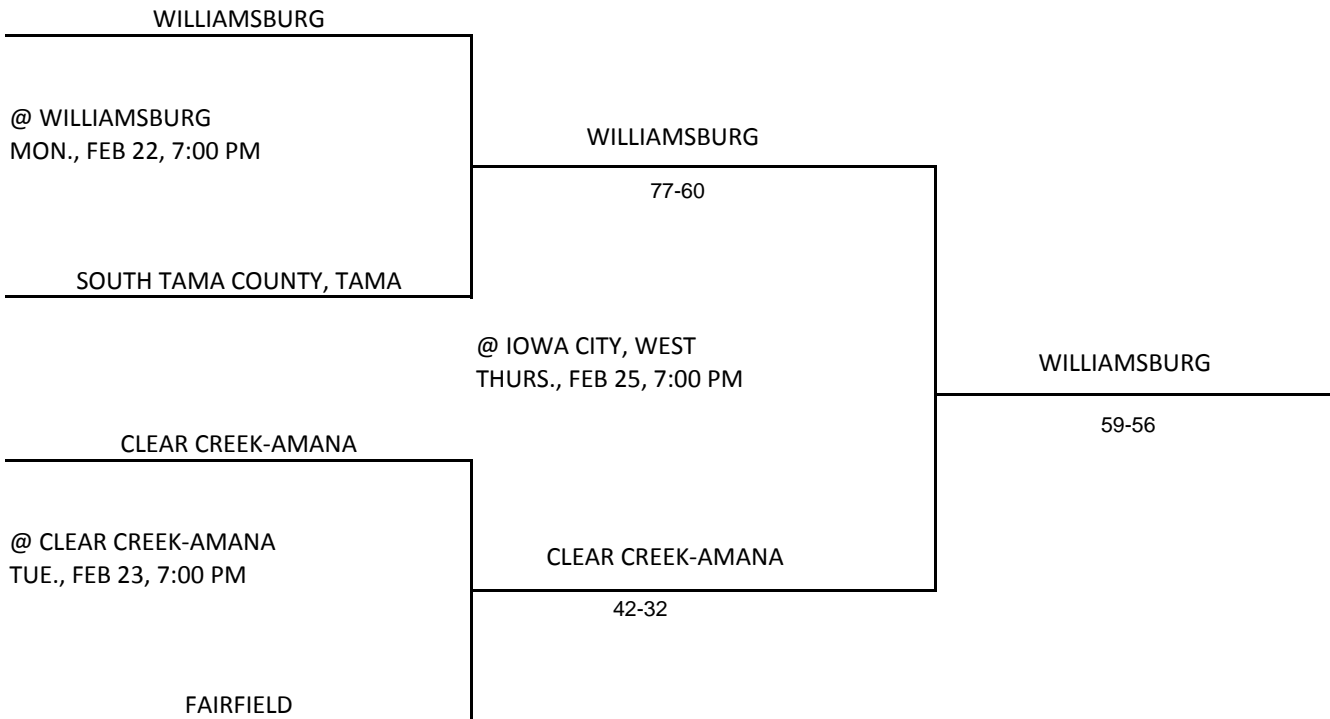 WILLIAMSBURG
@ WILLIAMSBURG
MON., FEB 22, 7:00 PM
WILLIAMSBURG
77-60
SOUTH TAMA COUNTY, TAMA
@ IOWA CITY, WEST
THURS., FEB 25, 7:00 PM
WILLIAMSBURG
59-56
CLEAR CREEK-AMANA
@ CLEAR CREEK-AMANA
TUE., FEB 23, 7:00 PM
CLEAR CREEK-AMANA
42-32
FAIRFIELD